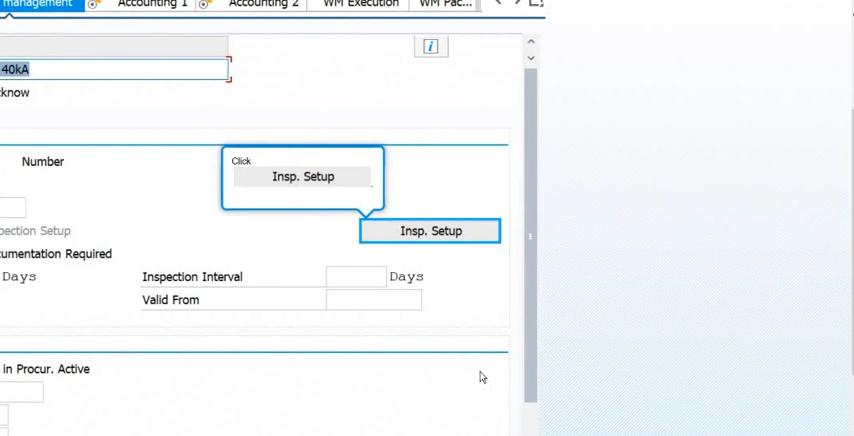 management Accounting 1 Accounting 2 WM Execution WM Pac...
40kA
know
Number
Click
Insp. Setup
.
pection Setup Insp. Setup
cumentation Required
Days Inspection Interval Days
Valid From
in Procur. Active